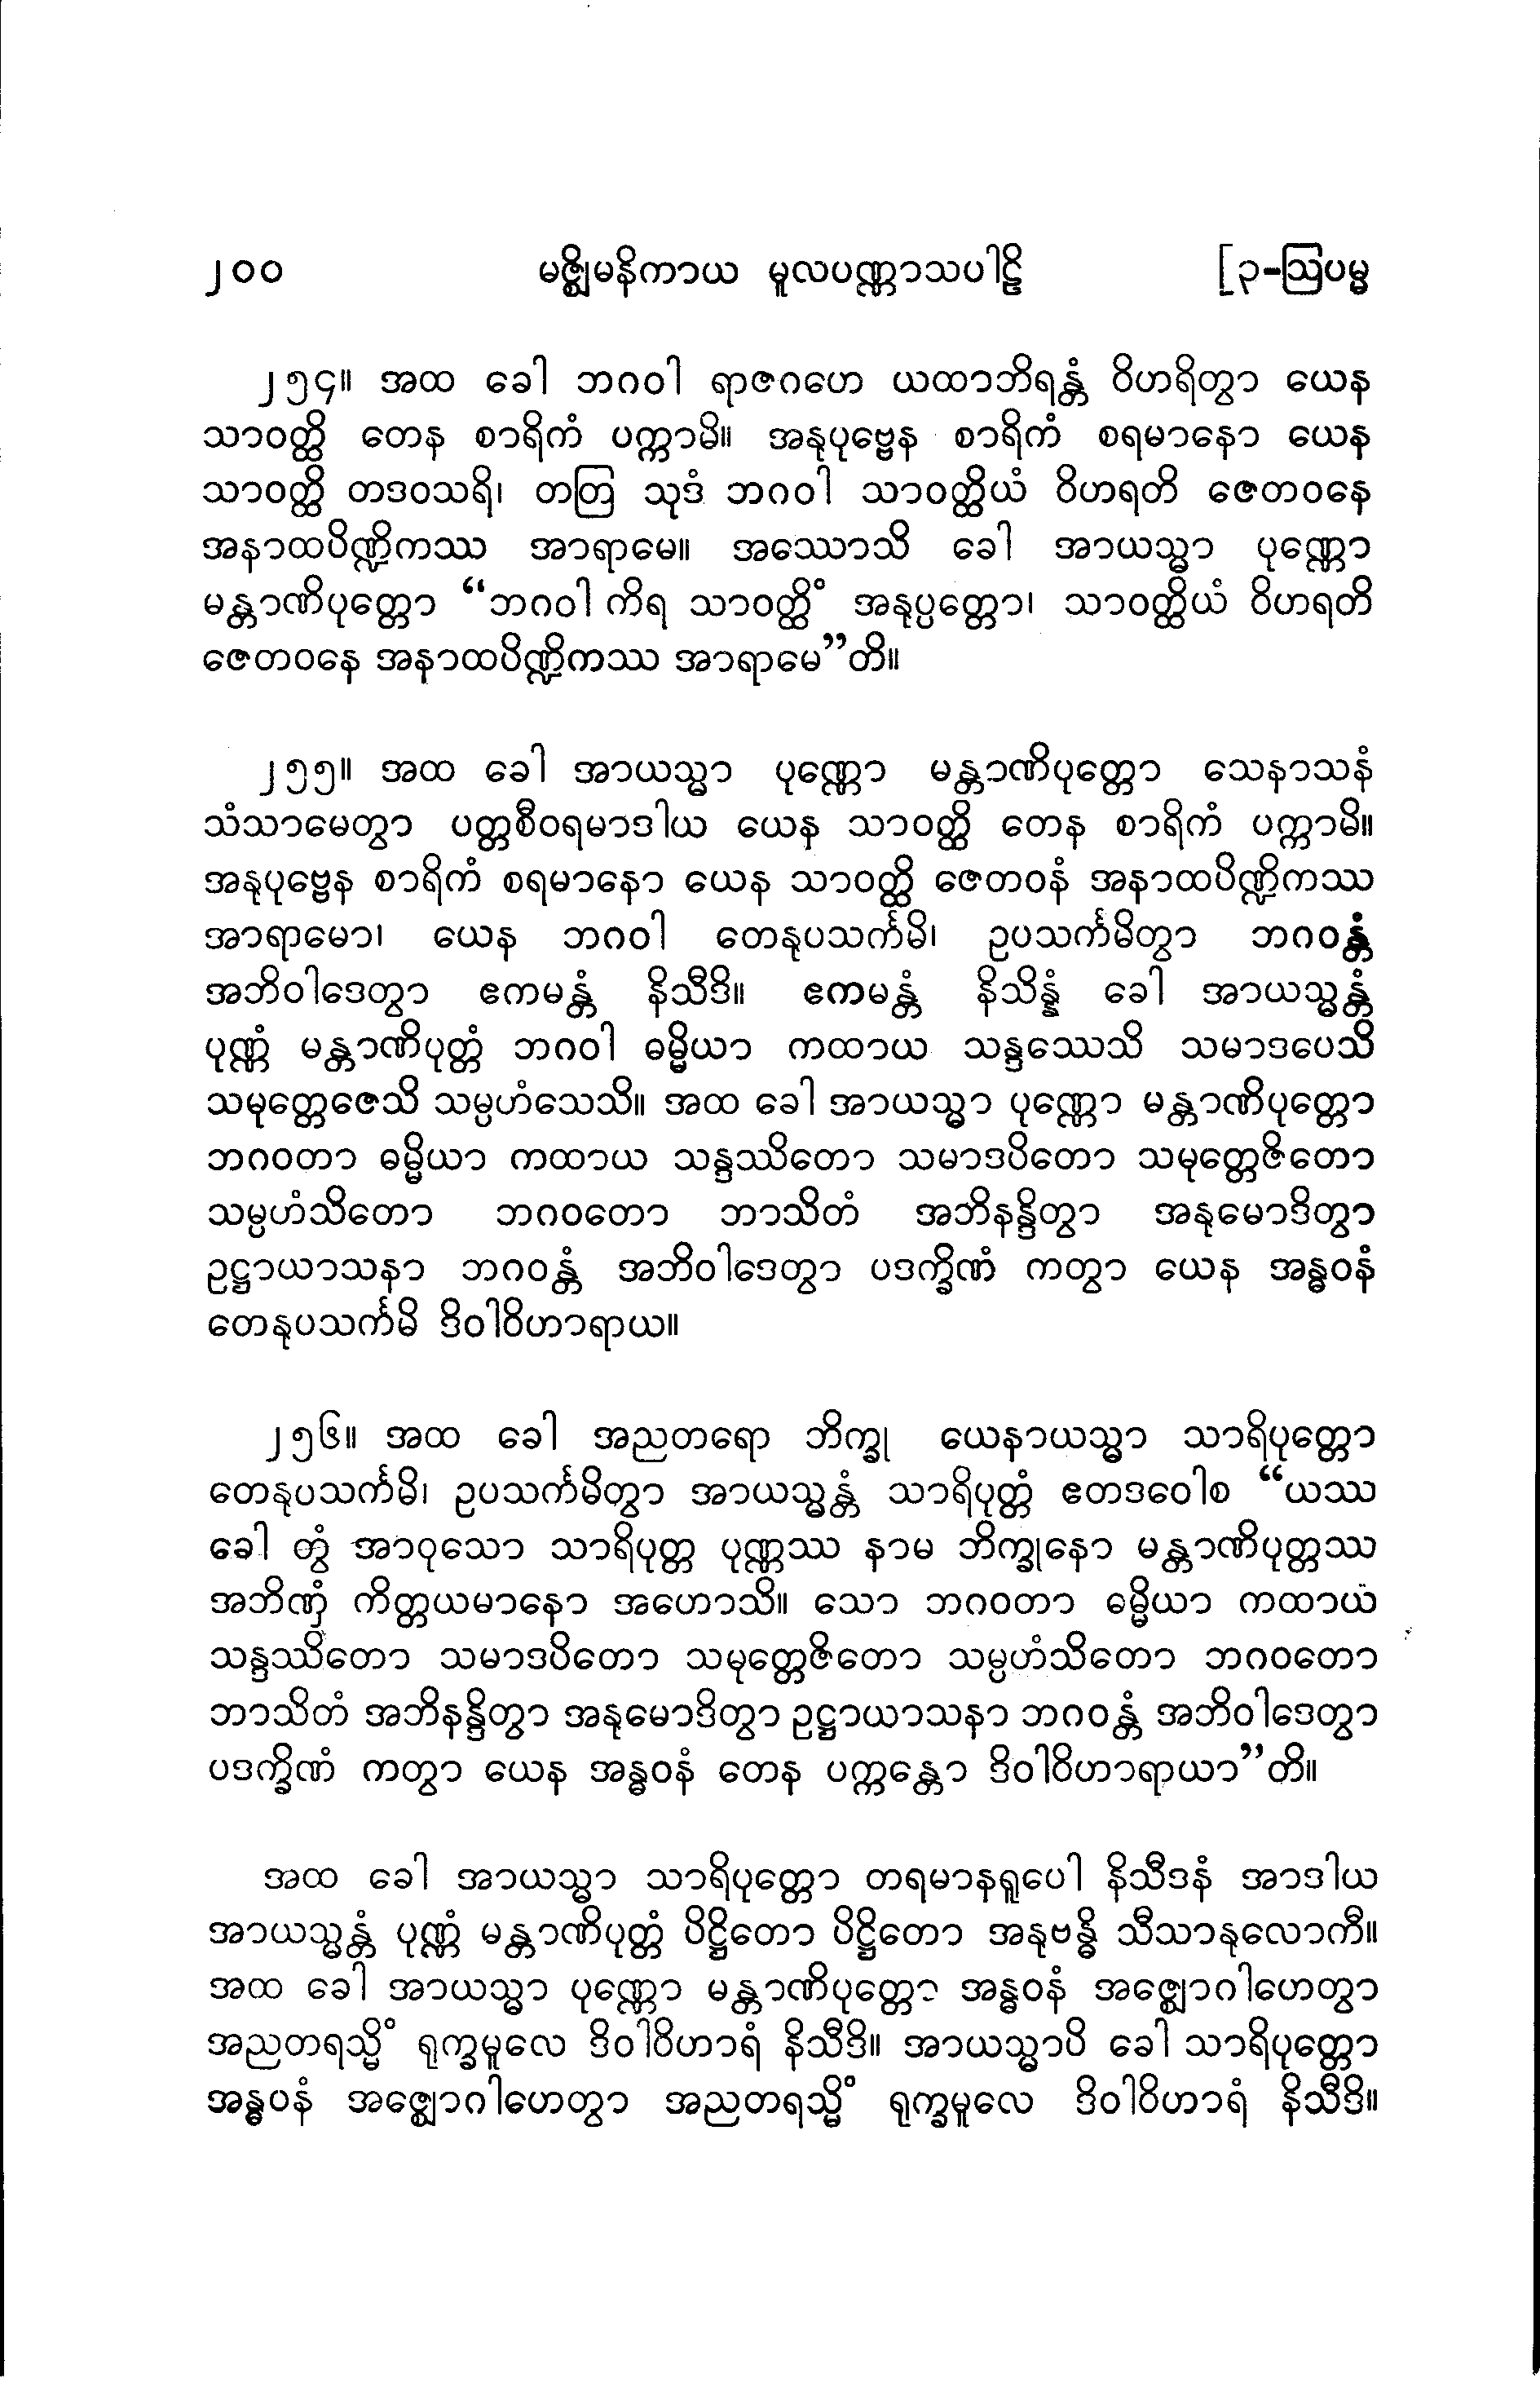 ၂၀၀ မဇ္ဈိမနိကာယ မူလပဏ္ဏာသပါဠိ [၃-ဩပမ္မ
၂၅၄။ အထ ခေါ ဘဂဝါ ရာဇဂဟေ ယထာဘိရန္တံ ဝိဟရိတွာ ယေန
သာဝတ္ထိ တေန စာရိကံ ပက္ကာမိ။ အနုပုဗ္ဗေန စာရိကံ စရမာနော ယေန
သာဝတ္ထိ တဒဝသရိ၊ တတြ သုဒံ ဘဂဝါ သာဝတ္ထိယံ ဝိဟရတိ ဇေတဝနေ
အနာထပိဏ္ဍိကဿ အာရာမေ။ အဿောသိ ခေါ အာယသ္မာ ပုဏ္ဏော
မန္တာဏိပုတ္တော “ဘဂဝါ ကိရ သာဝတ္ထိံ အနုပ္ပတ္တော၊ သာဝတ္ထိယံ ဝိဟရတိ
ဇေတဝနေ အနာထပိဏ္ဍိကဿ အာရာမေ”တိ။
၂၅၅။ အထ ခေါ အာယသ္မာ ပုဏ္ဏော မန္တာဏိပုတ္တော သေနာသနံ
သံသာမေတွာ ပတ္တစီဝရမာဒါယ ယေန သာဝတ္ထိ တေန စာရိကံ ပက္ကာမိ။
အနုပုဗ္ဗေန စာရိကံ စရမာနော ယေန သာဝတ္ထိ ဇေတဝနံ အနာထပိဏ္ဍိကဿ
အာရာမော၊ ယေန ဘဂဝါ တေနုပသင်္ကမိ၊ ဥပသင်္ကမိတွာ ဘဂဝန္တံ
အဘိဝါဒေတွာ ဧကမန္တံ နိသီဒိ။ ဧကမန္တံ နိသိန္နံ ခေါ အာယသ္မန္တံ
ပုဏ္ဏံ မန္တာဏိပုတ္တံ ဘဂဝါ ဓမ္မိယာ ကထာယ သန္ဒဿေသိ သမာဒပေသိ
သမုတ္တေဇေသိ သမ္ပဟံသေသိ။ အထ ခေါ အာယသ္မာ ပုဏ္ဏော မန္တာဏိပုတ္တော
ဘဂဝတာ ဓမ္မိယာ ကထာယ သန္ဒဿိတော သမာဒပိတော သမုတ္တေဇိတော
သမ္ပဟံသိတော ဘဂဝတော ဘာသိတံ အဘိနန္ဒိတွာ အနုမောဒိတွာ
ဥဋ္ဌာယာသနာ ဘဂဝန္တံ အဘိဝါဒေတွာ ပဒက္ခိဏံ ကတွာ ယေန အန္ဓဝနံ
တေနုပသင်္ကမိ ဒိဝါဝိဟာရာယ။
၂၅၆။ အထ ခေါ အညတရော ဘိက္ခု ယေနာယသ္မာ သာရိပုတ္တော
တေနုပသင်္ကမိ၊ ဥပသင်္ကမိတွာ အာယသ္မန္တံ သာရိပုတ္တံ ဧတဒဝေါစ “ယဿ
ခေါ တွံ အာဝုသော သာရိပုတ္တ ပုဏ္ဏဿ နာမ ဘိက္ခုနော မန္တာဏိပုတ္တဿ
အဘိဏှံ ကိတ္တယမာနော အဟောသိ။ သော ဘဂဝတာ ဓမ္မိယာ ကထာယ
သန္ဒဿိတော သမာဒပိတော သမုတ္တေဇိတော သမ္ပဟံသိတော ဘဂဝတော
ဘာသိတံ အဘိနန္ဒိတွာ အနုမောဒိတွာ ဥဋ္ဌာယာသနာ ဘဂဝန္တံ အဘိဝါဒေတွာ
ပဒက္ခိဏံ ကတွာ ယေန အန္ဓဝနံ တေန ပက္ကန္တော ဒိဝါဝိဟာရာယာ”တိ။
အထ ခေါ အာယသ္မာ သာရိပုတ္တော တရမာနရူပေါ နိသီဒနံ အာဒါယ
အာယသ္မန္တံ ပုဏ္ဏံ မန္တာဏိပုတ္တံ ပိဋ္ဌိတော ပိဋ္ဌိတော အနုဗန္ဓိ သီသာနုလောကီ။
အထ ခေါ အာယသ္မာ ပုဏ္ဏော မန္တာဏိပုတ္တော အန္ဓဝနံ အဇ္ဈောဂါဟေတွာ
အညတရသ္မိံ ရုက္ခမူလေ ဒိဝါဝိဟာရံ နိသီဒိ။ အာယသ္မာပိ ခေါ သာရိပုတ္တော
အန္ဓဝနံ အဇ္ဈောဂါဟေတွာ အညတရသ္မိံ ရုက္ခမူလေ ဒိဝါဝိဟာရံ နိသီဒိ။